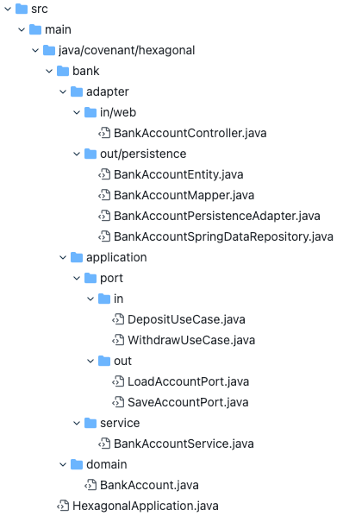 src
main
java/covenant/hexagonal
bank
adapter
in/web
BankAccountController.java
out/persistence
BankAccountEntity.java
BankAccountMapper.java
BankAccountPersistenceAdapter.java
BankAccountSpringDataRepository.java
application
port
in
DepositUseCase.java
WithdrawUseCase.java
out
LoadAccountPort.java
SaveAccountPort.java
service
BankAccountService.java
domain
BankAccount.java
HexagonalApplication.java